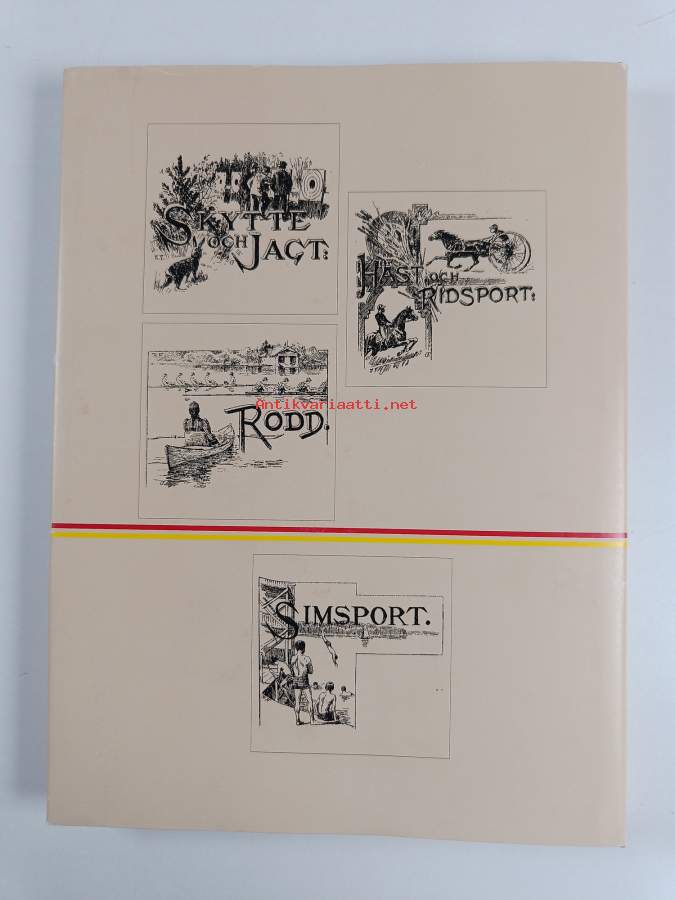 SKYTTE
OCH JAGT:
K.T.
HÄST OCH
RIDSPORT:
RODD.
Antikvariaatti.net
SIMSPORT.